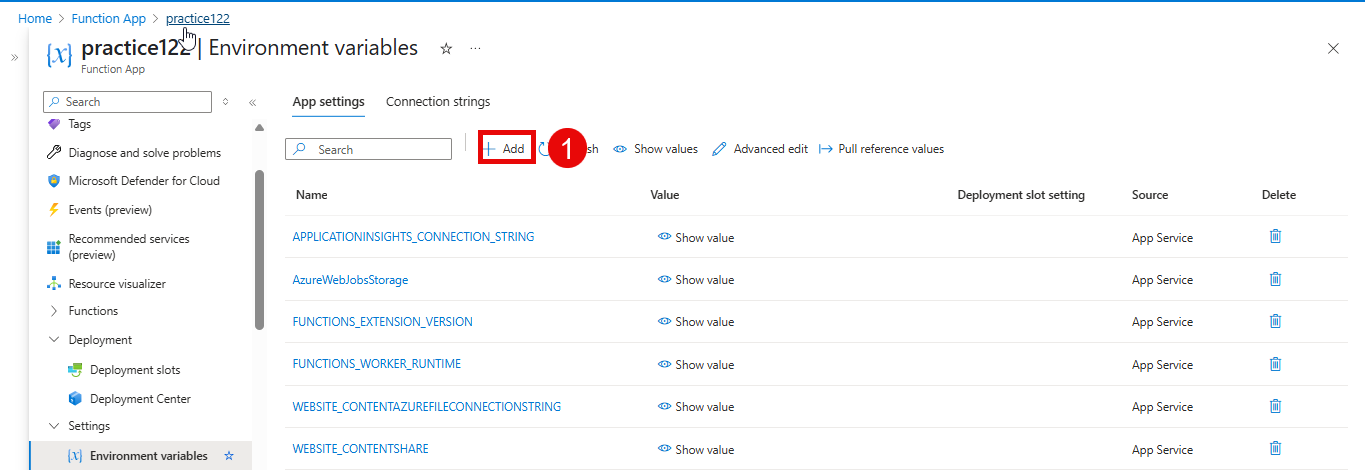 Home > Function App > practice122
{x} practice122 | Environment variables
Function App
Search
App settings Connection strings
Tags
Search Add 1 Show values Advanced edit Pull reference values
Diagnose and solve problems
Microsoft Defender for Cloud
Name Value Deployment slot setting Source Delete
Events (preview)
Recommended services
(preview)
APPLICATIONINSIGHTS_CONNECTION_STRING Show value App Service
Resource visualizer
AzureWebJobsStorage Show value App Service
Functions
FUNCTIONS_EXTENSION_VERSION Show value App Service
Deployment
FUNCTIONS_WORKER_RUNTIME Show value App Service
Deployment slots
Deployment Center
WEBSITE_CONTENTAZUREFILECONNECTIONSTRING Show value App Service
Settings
WEBSITE_CONTENTSHARE Show value App Service
{x} Environment variables